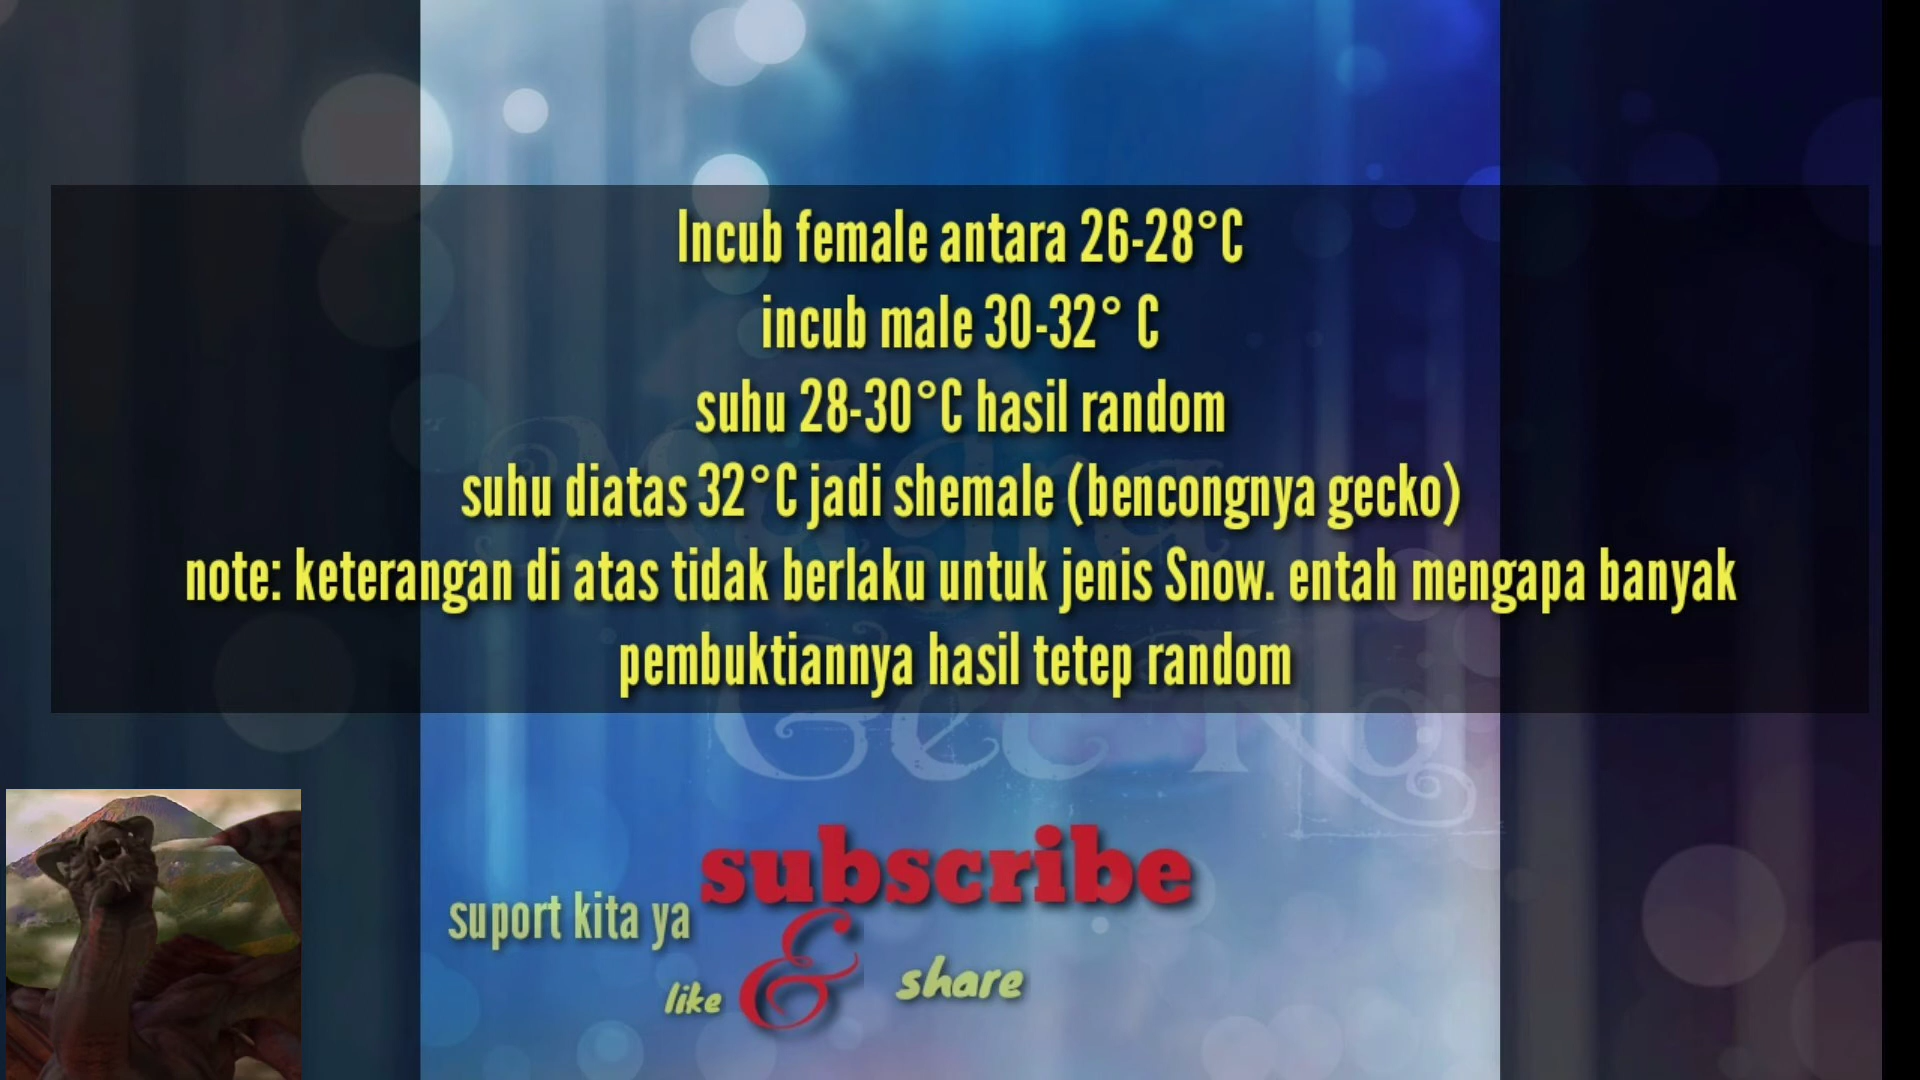 Incub female antara 26-28°C
incub male 30-32° C
suhu 28-30°C hasil random
suhu diatas 32°C jadi shemale (bencongnya gecko)
note: keterangan di atas tidak berlaku untuk jenis Snow. entah mengapa banyak
pembuktiannya hasil tetep random
subscribe
suport kita ya
&
like
share